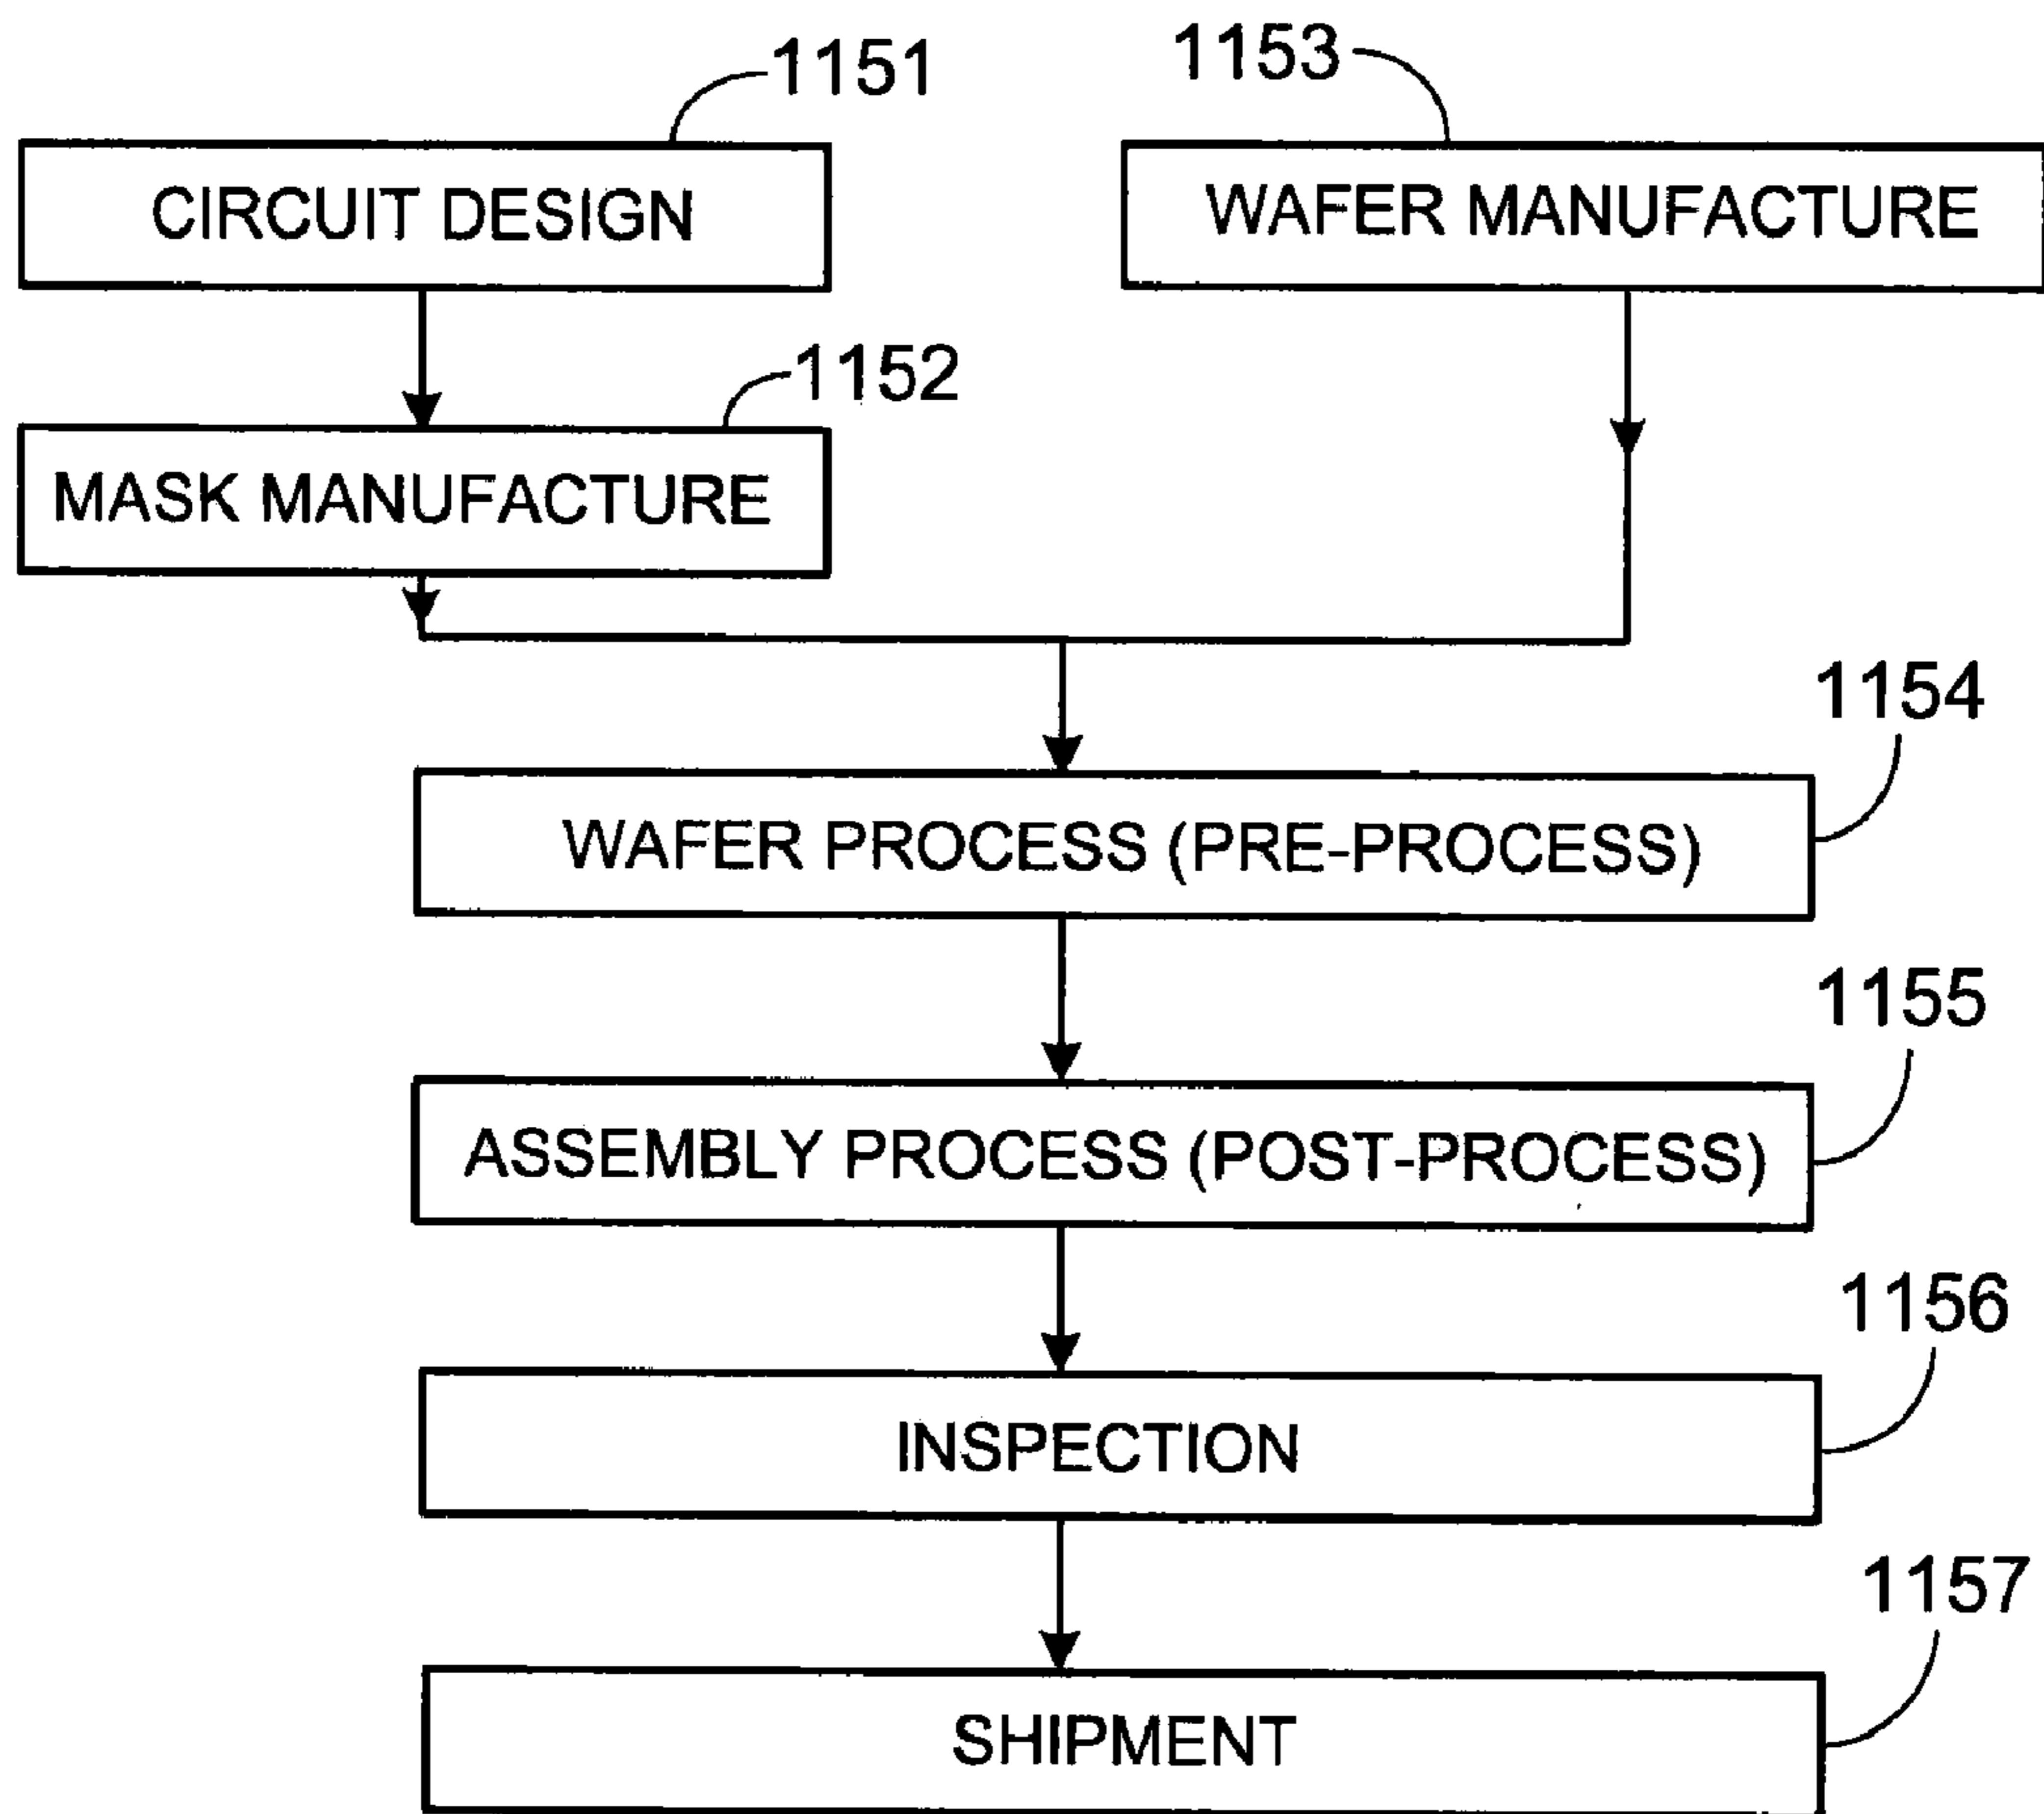 1151
1153
CIRCUIT DESIGN
WAFER MANUFACTURE
1152
MASK MANUFACTURE
1154
WAFER PROCESS (PRE-PROCESS)
1155
ASSEMBLY PROCESS (POST-PROCESS)
1156
INSPECTION
1157
SHIPMENT